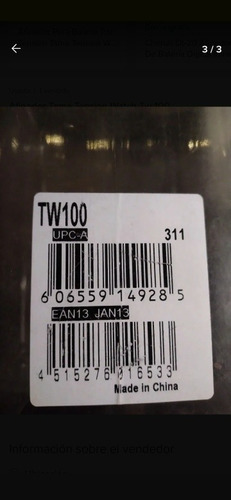 3 / 3
TW100
UPC-A 311
6 06559 14928 5
EAN13 JAN13
4 515276 016533
Made in China
Información sobre el vendedor